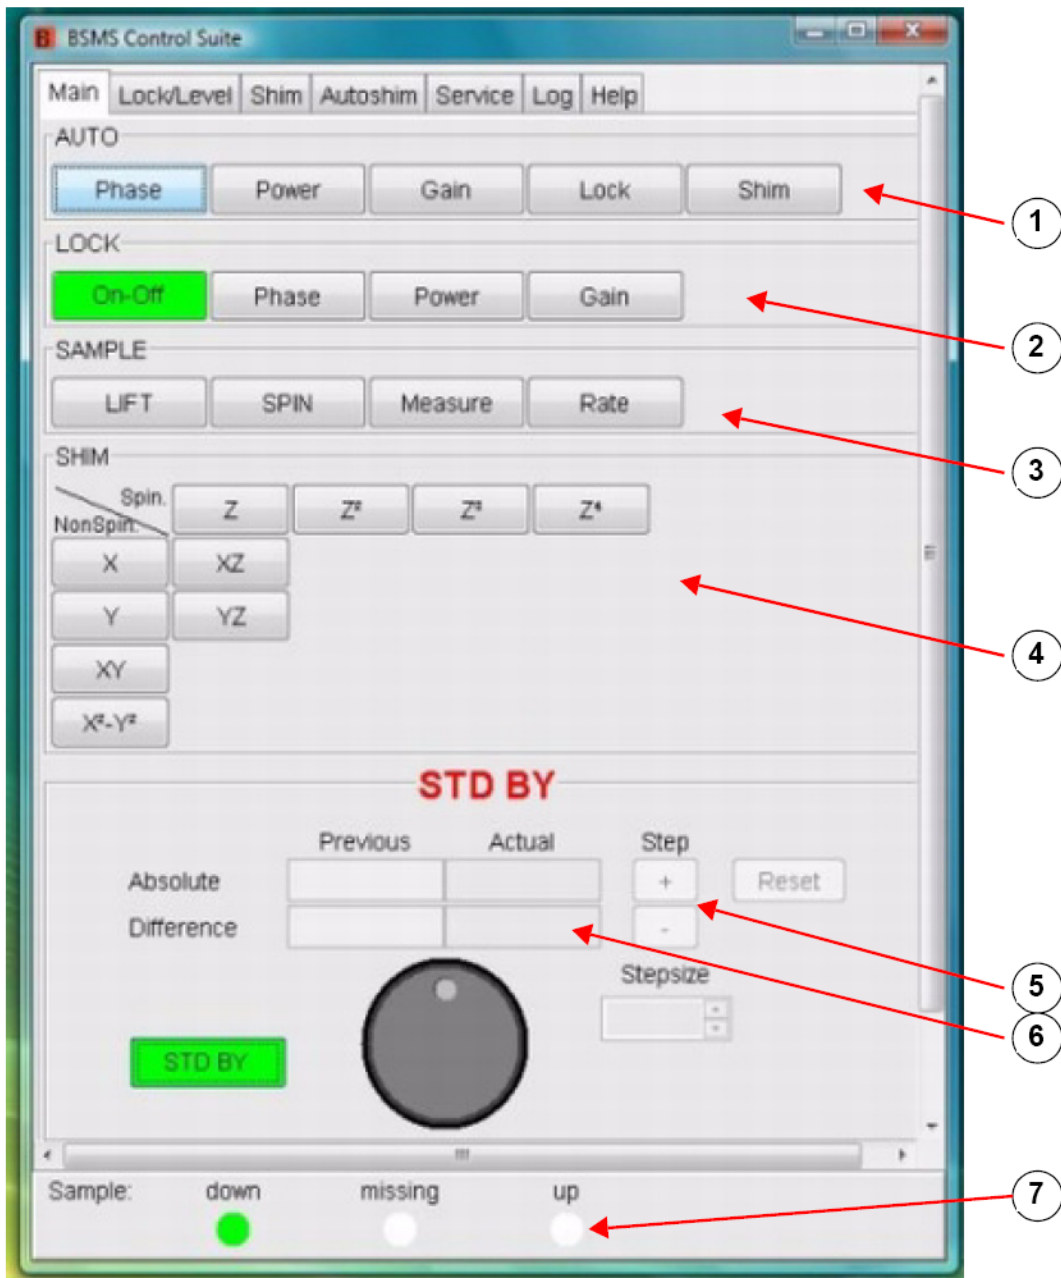 BSMS Control Suite
Main Lock/Level Shim Autoshim Service Log Help
AUTO
Phase Power Gain Lock Shim
1
LOCK
On-Off Phase Power Gain
2
SAMPLE
LIFT SPIN Measure Rate
3
SHIM
Spin.
NonSpin.
Z Z² Z³ Z⁴
X XZ
Y YZ
4
XY
X²-Y²
STD BY
Previous Actual Step
Absolute + Reset
Difference -
Stepsize
5
6
STD BY
Sample: down missing up
7